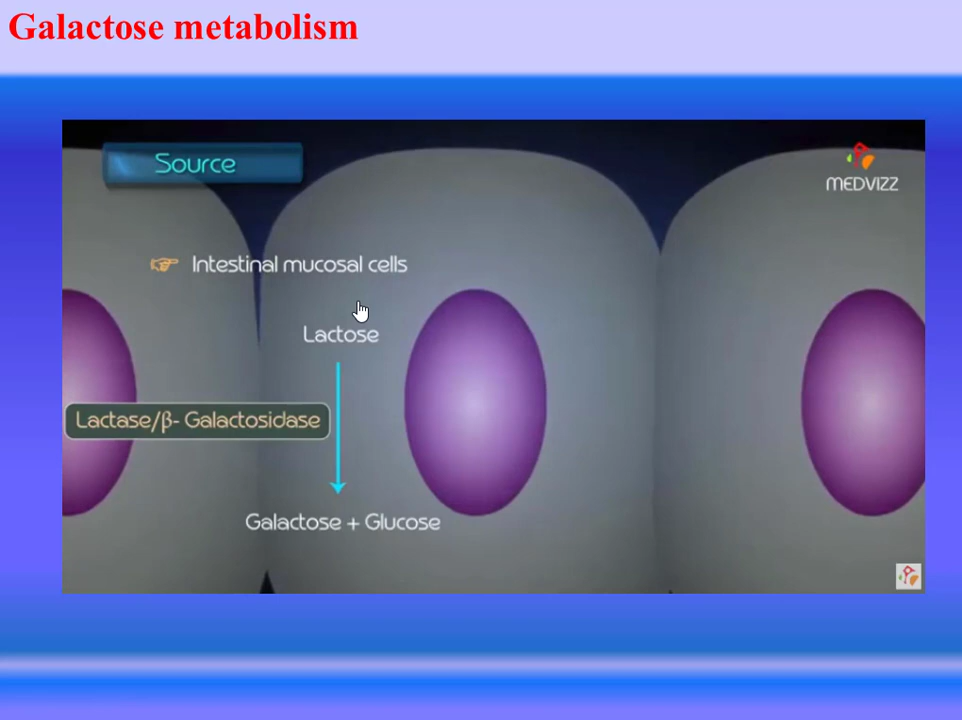 Galactose metabolism
Source
MEDVIZZ
Intestinal mucosal cells
Lactose
Lactase/β- Galactosidase
Galactose + Glucose